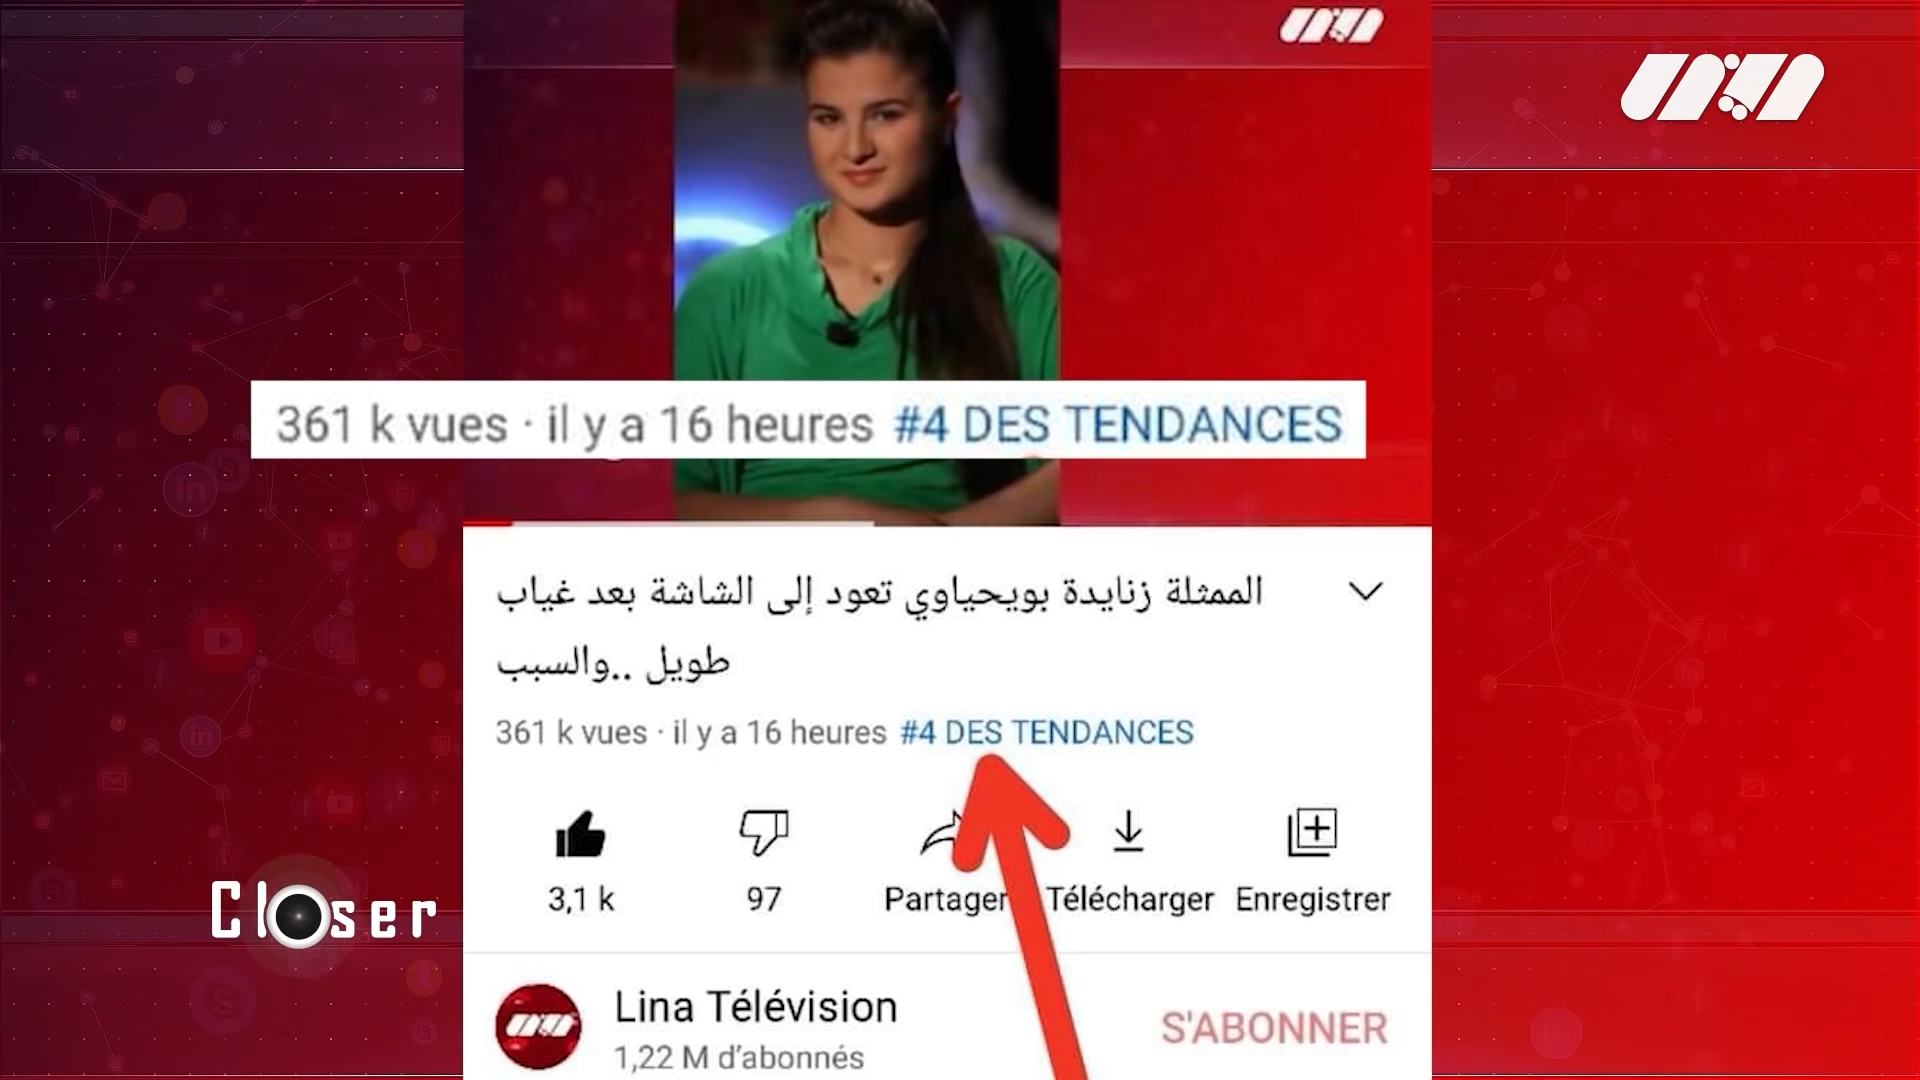 361 k vues · il y a 16 heures #4 DES TENDANCES
الممثلة زنايدة بويحياوي تعود إلى الشاشة بعد غياب
طويل ..والسبب
361 k vues · il y a 16 heures #4 DES TENDANCES
3,1 k 97 Partager Télécharger Enregistrer
Closer
Lina Télévision
S'ABONNER
1,22 M d'abonnés